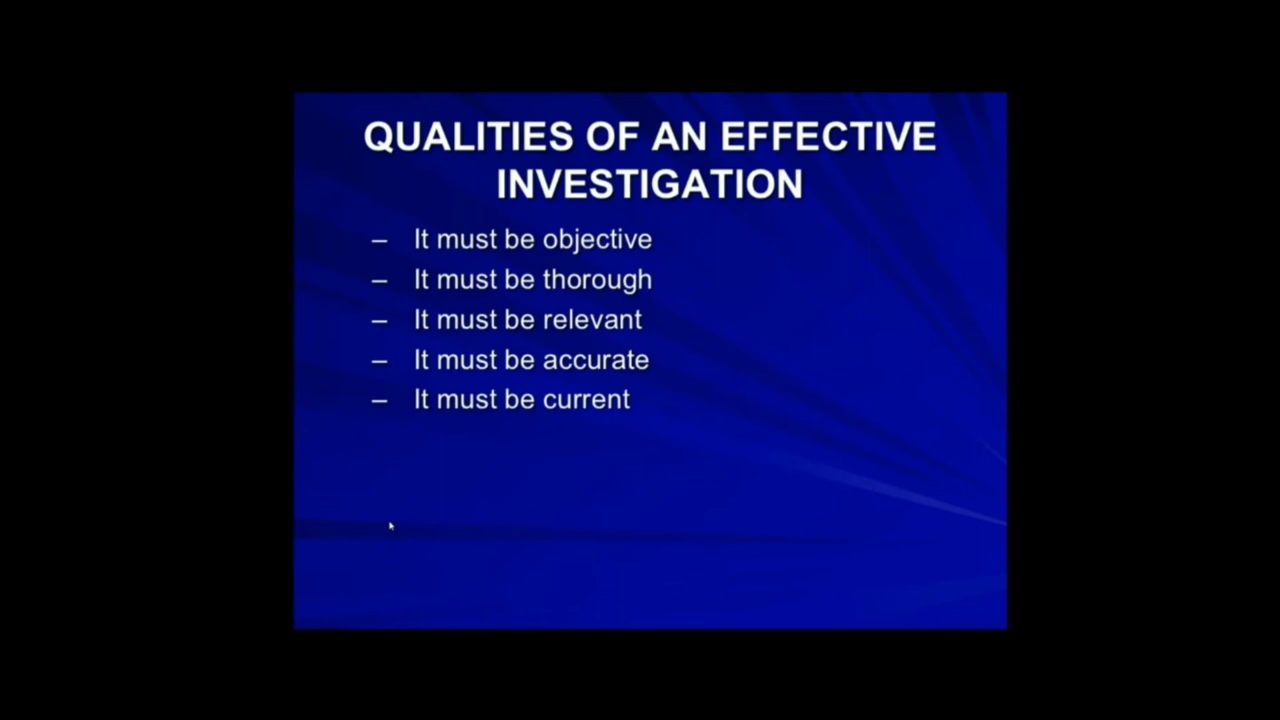 QUALITIES OF AN EFFECTIVE
INVESTIGATION
– It must be objective
– It must be thorough
– It must be relevant
– It must be accurate
– It must be current